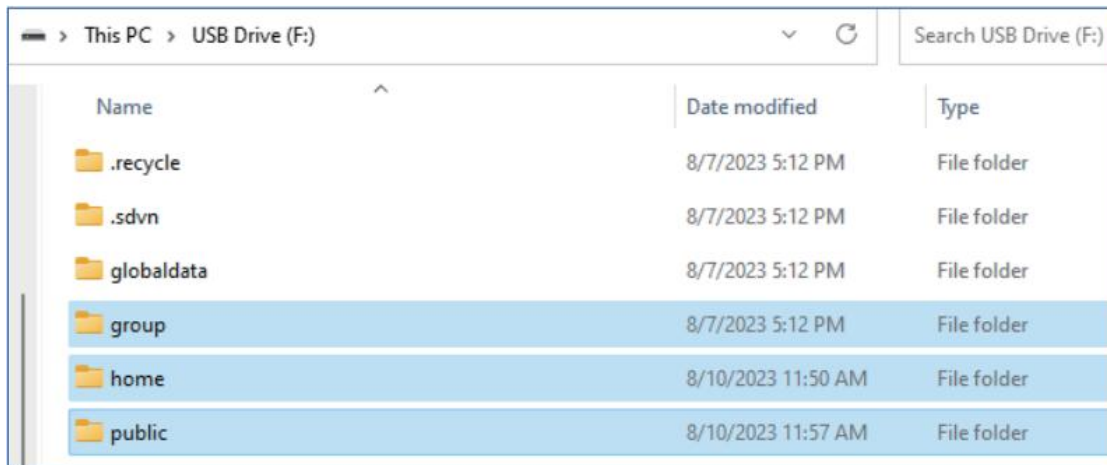 This PC > USB Drive (F:) Search USB Drive (F:)
Name Date modified Type
.recycle 8/7/2023 5:12 PM File folder
.sdvn 8/7/2023 5:12 PM File folder
globaldata 8/7/2023 5:12 PM File folder
group 8/7/2023 5:12 PM File folder
home 8/10/2023 11:50 AM File folder
public 8/10/2023 11:57 AM File folder